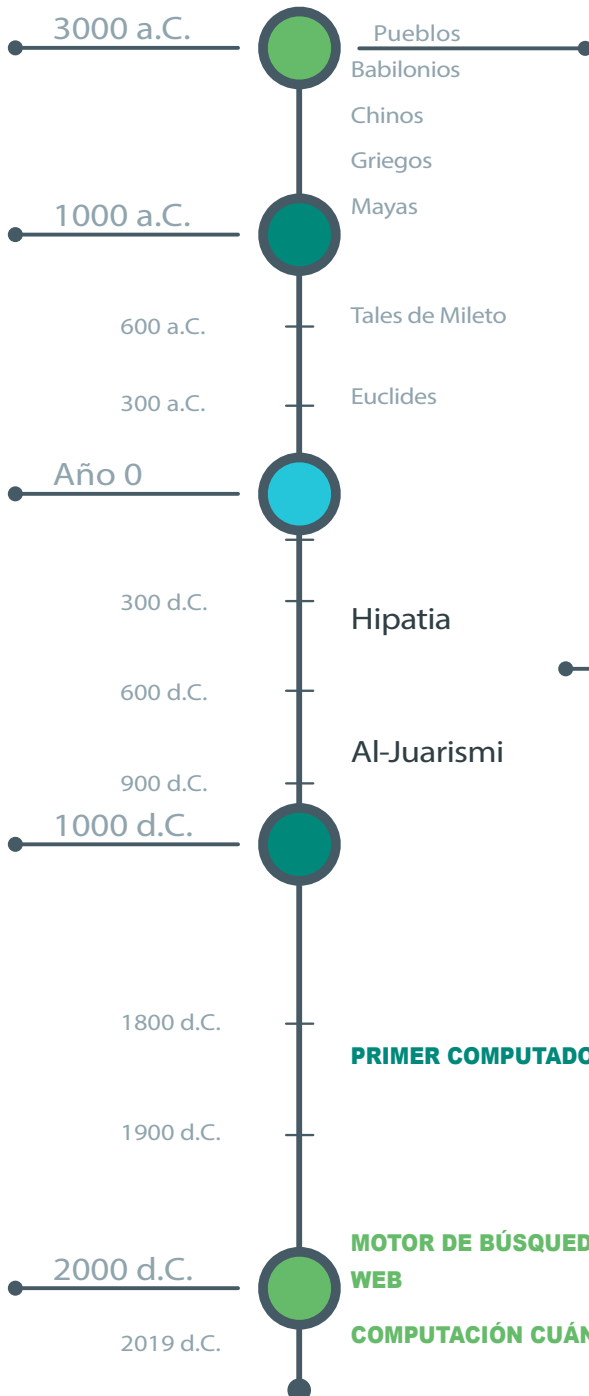 3000 a.C.
Pueblos
Babilonios
Chinos
Griegos
Mayas
1000 a.C.
600 a.C.
Tales de Mileto
300 a.C.
Euclides
Año 0
300 d.C.
Hipatia
600 d.C.
Al-Juarismi
900 d.C.
1000 d.C.
1800 d.C.
PRIMER COMPUTADO
1900 d.C.
MOTOR DE BÚSQUED
WEB
2000 d.C.
COMPUTACIÓN CUÁN
2019 d.C.